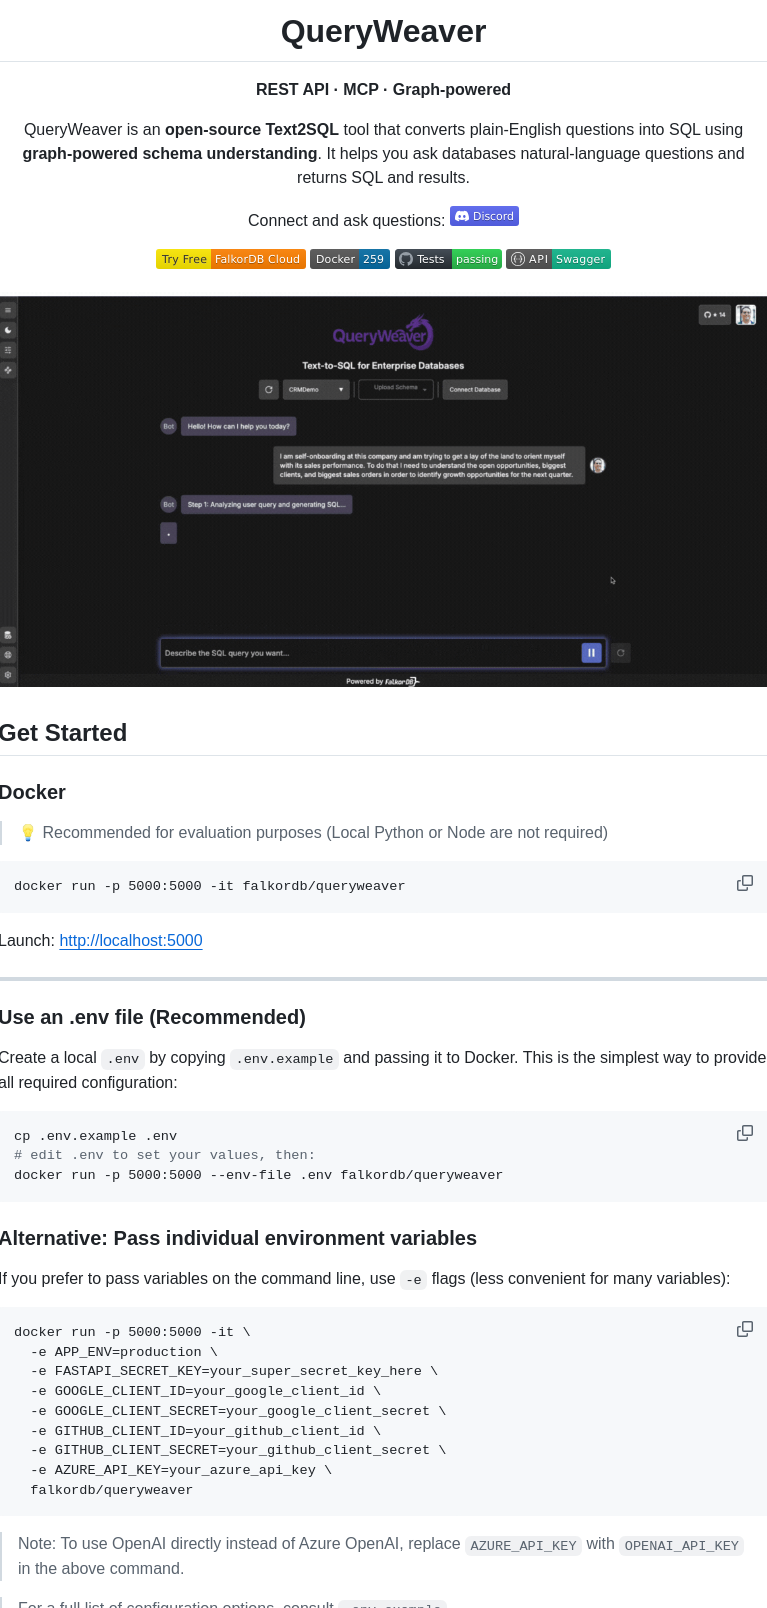 QueryWeaver
REST API · MCP · Graph-powered
QueryWeaver is an open-source Text2SQL tool that converts plain-English questions into SQL using
graph-powered schema understanding. It helps you ask databases natural-language questions and
returns SQL and results.
Connect and ask questions: Discord
Try Free FalkorDB Cloud Docker 259 Tests passing API Swagger
14
QueryWeaver
Text-to-SQL for Enterprise Databases
CRMDemo Upload Schema Connect Database
Bot Hello! How can I help you today?
I am self-onboarding at this company and am trying to get a lay of the land to orient myself
with its sales performance. To do that I need to understand the open opportunities, biggest
clients, and biggest sales orders in order to identify growth opportunities for the next quarter.
Bot Step 1: Analyzing user query and generating SQL...
Describe the SQL query you want...
Powered by FalkorDB
Get Started
Docker
💡 Recommended for evaluation purposes (Local Python or Node are not required)
docker run -p 5000:5000 -it falkordb/queryweaver
Launch: http://localhost:5000
Use an .env file (Recommended)
Create a local .env by copying .env.example and passing it to Docker. This is the simplest way to provide
all required configuration:
cp .env.example .env
# edit .env to set your values, then:
docker run -p 5000:5000 --env-file .env falkordb/queryweaver
Alternative: Pass individual environment variables
If you prefer to pass variables on the command line, use -e flags (less convenient for many variables):
docker run -p 5000:5000 -it \
-e APP_ENV=production \
-e FASTAPI_SECRET_KEY=your_super_secret_key_here \
-e GOOGLE_CLIENT_ID=your_google_client_id \
-e GOOGLE_CLIENT_SECRET=your_google_client_secret \
-e GITHUB_CLIENT_ID=your_github_client_id \
-e GITHUB_CLIENT_SECRET=your_github_client_secret \
-e AZURE_API_KEY=your_azure_api_key \
falkordb/queryweaver
Note: To use OpenAI directly instead of Azure OpenAI, replace AZURE_API_KEY with OPENAI_API_KEY
in the above command.
For a full list of configuration options, consult .env.example